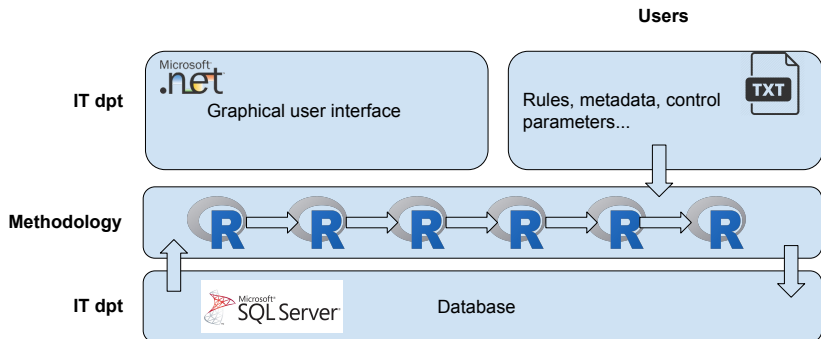 Users
IT dpt
Microsoft
.net
Graphical user interface
Rules, metadata, control
parameters...
TXT
Methodology
R R R R R R
IT dpt
Microsoft
SQL Server
Database